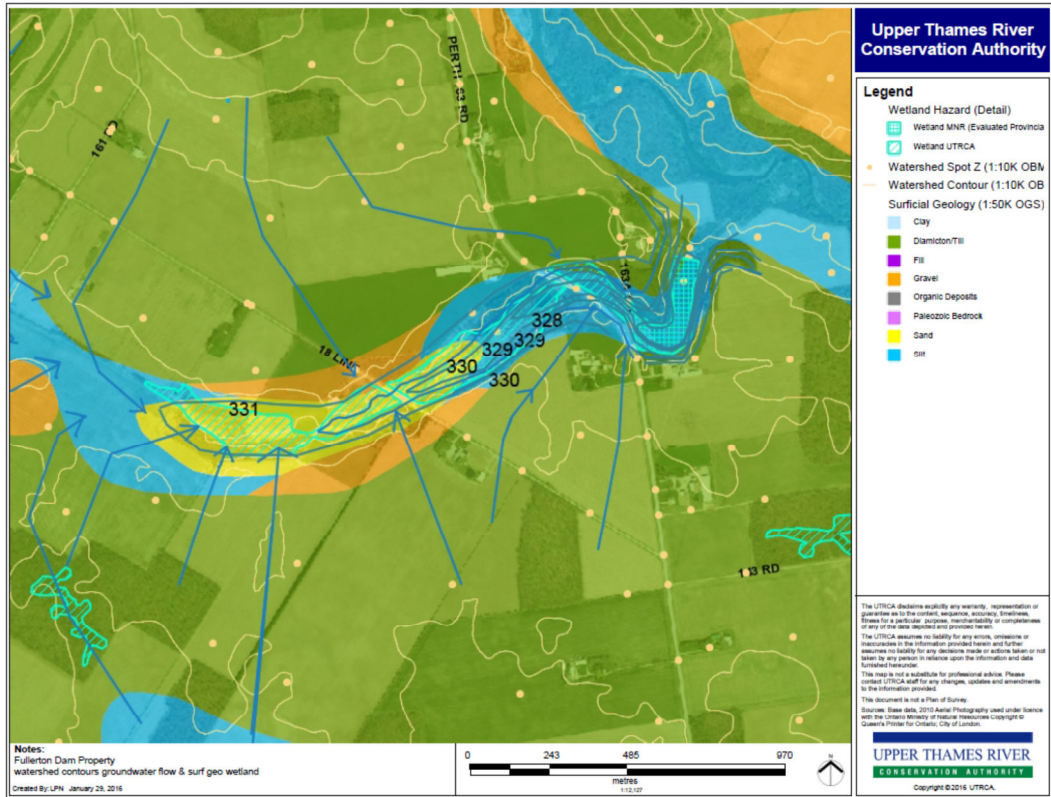 Upper Thames River
Conservation Authority
Legend
Wetland Hazard (Detail)
Wetland MNR (Evaluated Provincia
Wetland UTRCA
Watershed Spot Z (1:10K OBM
Watershed Contour (1:10K OB
Surficial Geology (1:50K OGS)
Clay
Diamicton/Till
Fill
Gravel
Organic Deposits
Paleozoic Bedrock
Sand
Silt
PERTH 163 RD
161 RD
18 LINE
328
329
329
330
330
331
163 RD
The UTRCA disclaims explicitly any warranty, representation or
guarantee as to the content, sequence, accuracy, timeliness,
fitness for a particular purpose, merchantability or completeness
of any of the data depicted and provided herein.
The UTRCA assumes no liability for any errors, omissions or
inaccuracies in the information provided herein and further
assumes no liability for any decisions made or actions taken or not
taken by any person in reliance upon the information and data
furnished hereunder.
This map is not a substitute for professional advice. Please
contact UTRCA staff for any changes, updates and amendments
to the information provided.
This document is not a Plan of Survey.
Sources: Base data, 2010 Aerial Photography used under licence
with the Ontario Ministry of Natural Resources Copyright ©
Queen's Printer for Ontario; City of London.
UPPER THAMES RIVER
CONSERVATION AUTHORITY
Copyright ©2016 UTRCA.
Notes:
Fullerton Dam Property
watershed contours groundwater flow & surf geo wetland
Created By: LPN January 29, 2016
0 243 485 970
metres
1:12,127
N